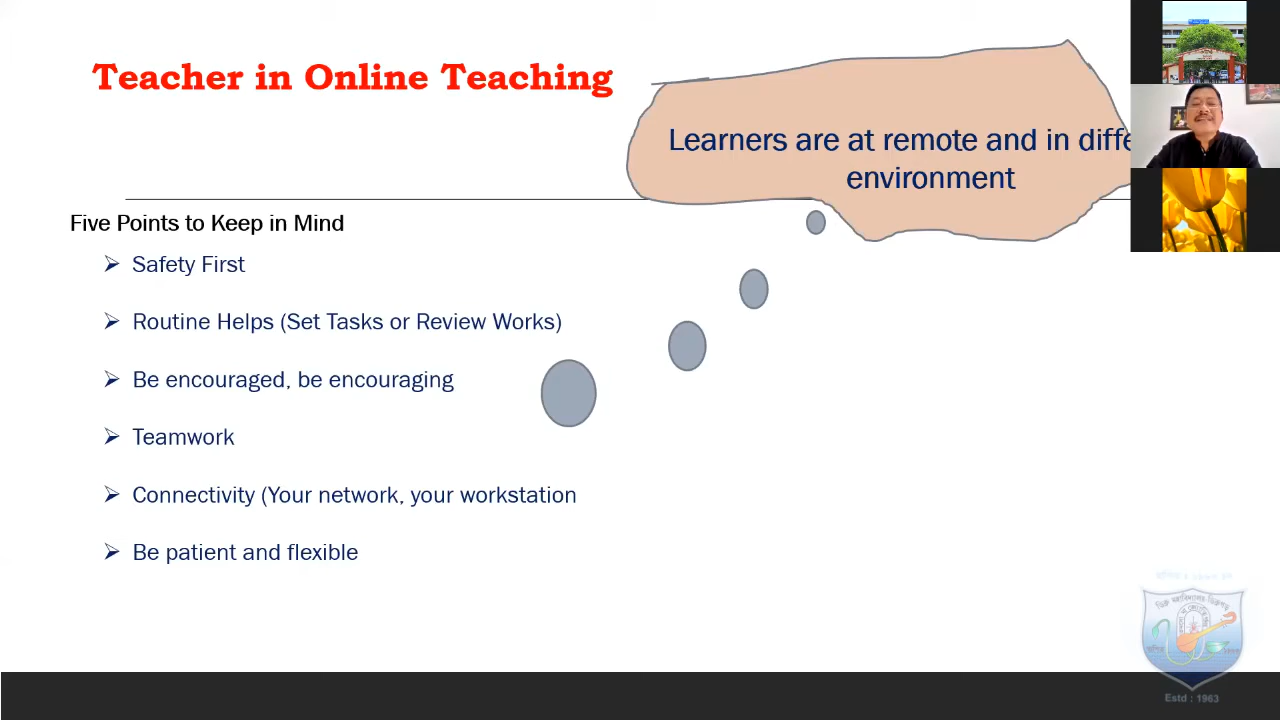 Teacher in Online Teaching
Learners are at remote and in diffe
environment
Five Points to Keep in Mind
Safety First
Routine Helps (Set Tasks or Review Works)
Be encouraged, be encouraging
Teamwork
Connectivity (Your network, your workstation
Be patient and flexible
Estd : 1963